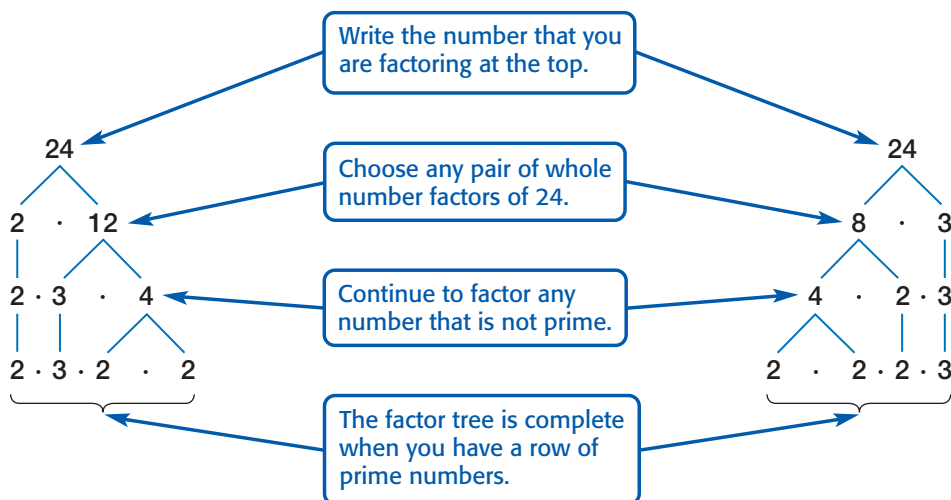 Write the number that you
are factoring at the top.
24
24
Choose any pair of whole
number factors of 24.
2 · 12
8 · 3
2 · 3 · 4
Continue to factor any
number that is not prime.
4 · 2 · 3
2 · 3 · 2 · 2
2 · 2 · 2 · 3
The factor tree is complete
when you have a row of
prime numbers.